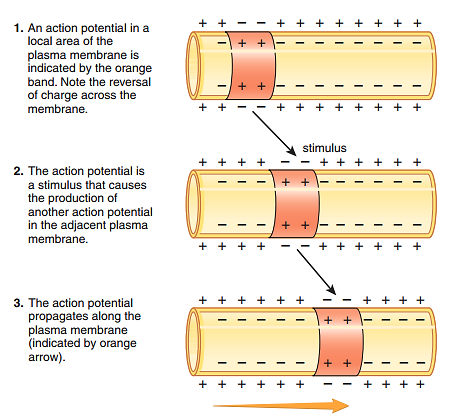 1. An action potential in a
local area of the
plasma membrane is
indicated by the orange
band. Note the reversal
of charge across the
membrane.
+ + − − + + + + + + + +
− + + − − − − − − − −
− + + − − − − − − − −
+ + − − + + + + + + + +
stimulus
2. The action potential is
a stimulus that causes
the production of
another action potential
in the adjacent plasma
membrane.
+ + + + − − + + + + + +
− − − + + − − − − − −
− − − + + − − − − − −
+ + + + − − + + + + + +
3. The action potential
propagates along the
plasma membrane
(indicated by orange
arrow).
+ + + + + + − − + + + +
− − − − − + + − − − −
− − − − − + + − − − −
+ + + + + + − − + + + +